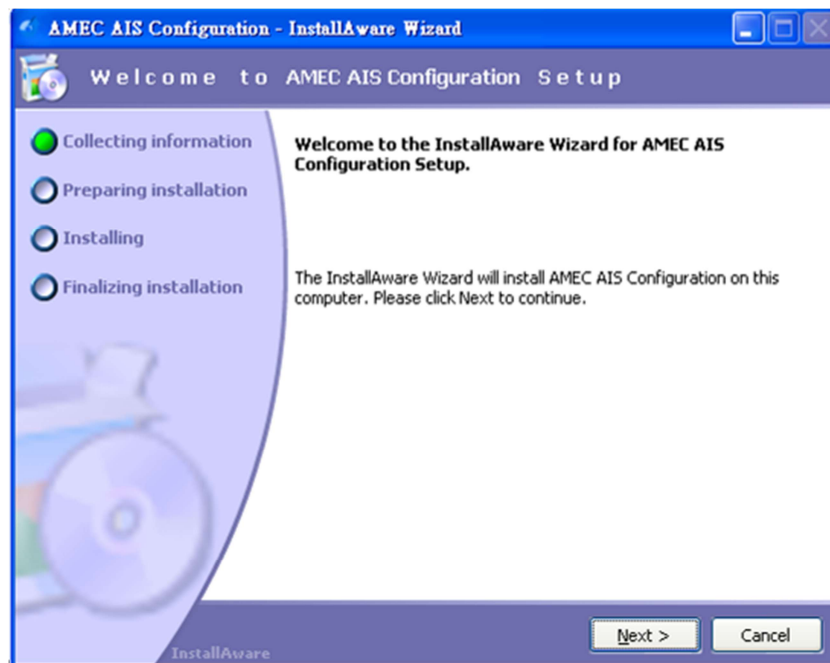 AMEC AIS Configuration - InstallAware Wizard
Welcome to AMEC AIS Configuration Setup
Collecting information
Preparing installation
Installing
Finalizing installation
Welcome to the InstallAware Wizard for AMEC AIS
Configuration Setup.
The InstallAware Wizard will install AMEC AIS Configuration on this
computer. Please click Next to continue.
InstallAware
Next >
Cancel